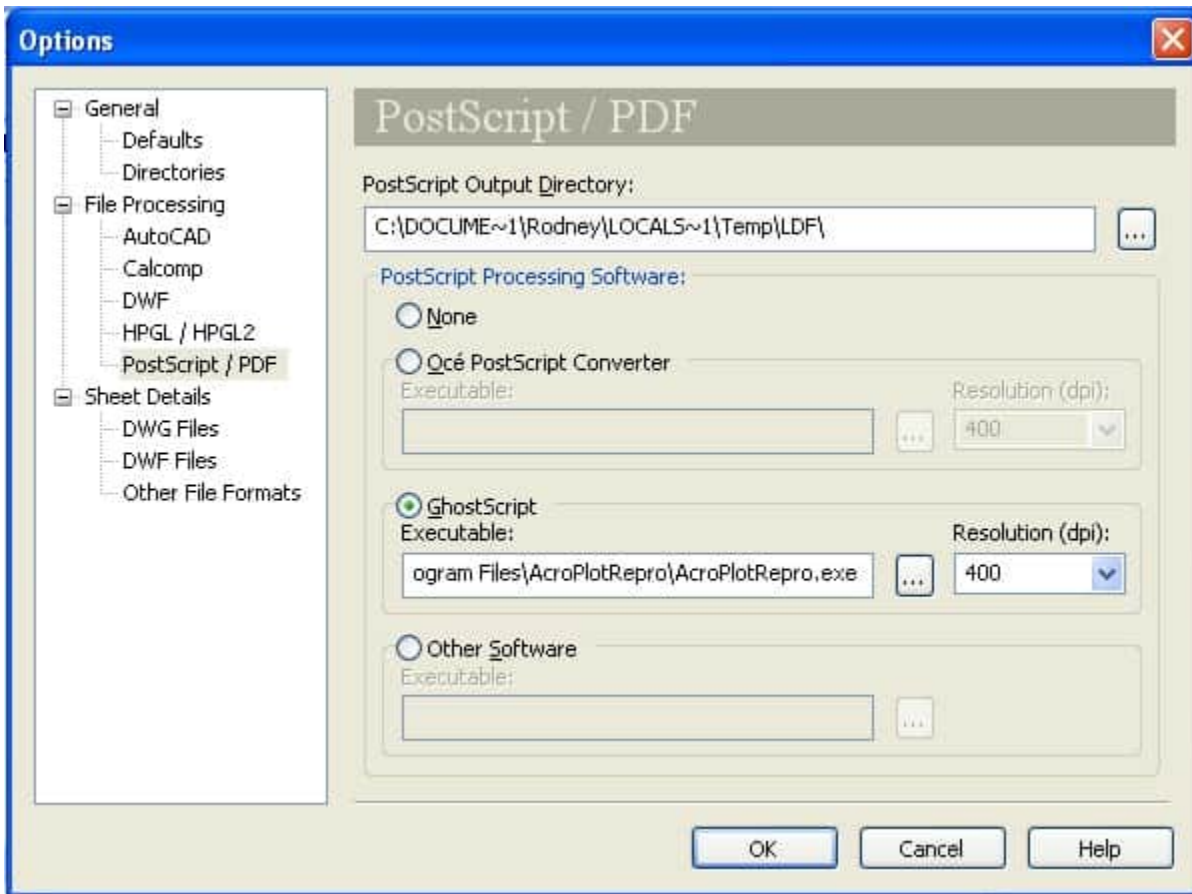 Options
General
Defaults
Directories
File Processing
AutoCAD
Calcomp
DWF
HPGL / HPGL2
PostScript / PDF
Sheet Details
DWG Files
DWF Files
Other File Formats
PostScript / PDF
PostScript Output Directory:
C:\DOCUME~1\Rodney\LOCALS~1\Temp\LDF\
...
PostScript Processing Software:
None
Océ PostScript Converter
Executable: Resolution (dpi):
... 400
GhostScript
Executable: Resolution (dpi):
ogram Files\AcroPlotRepro\AcroPlotRepro.exe ... 400
Other Software
Executable:
...
OK Cancel Help